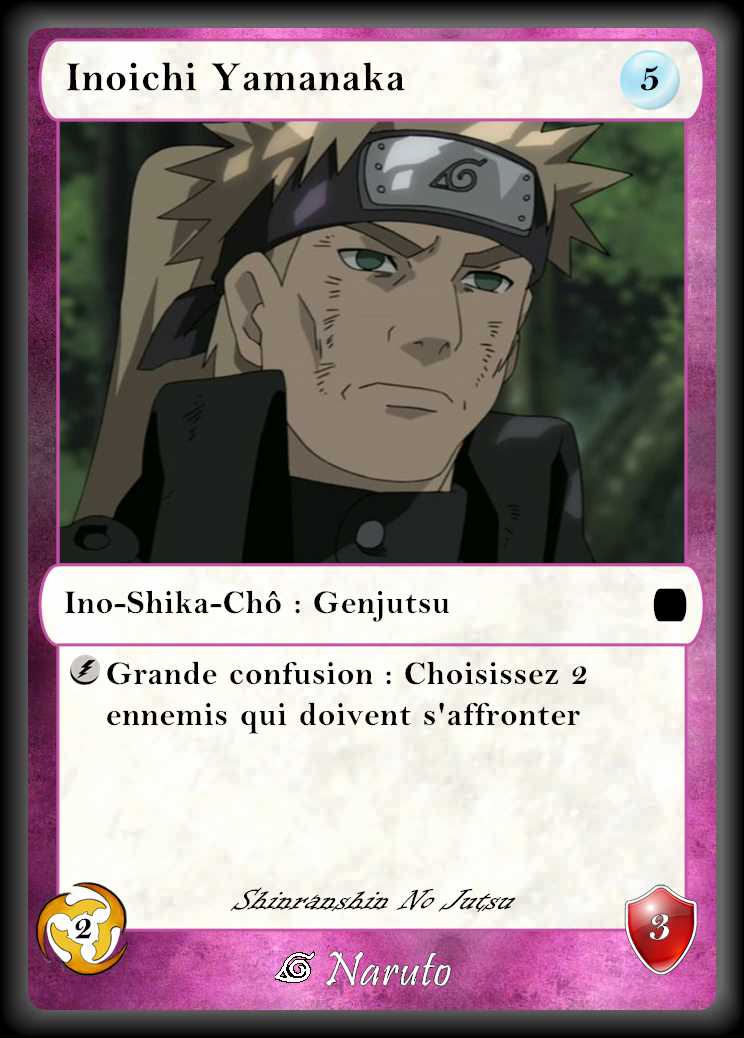 Inoichi Yamanaka
5
Ino-Shika-Chô : Genjutsu
Grande confusion : Choisissez 2
ennemis qui doivent s'affronter
Shinranshin No Jutsu
2
3
Naruto